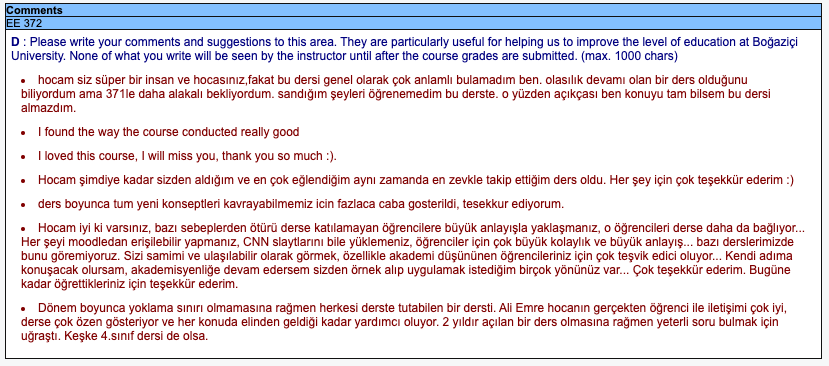 Comments
EE 372
D : Please write your comments and suggestions to this area. They are particularly useful for helping us to improve the level of education at Boğaziçi
University. None of what you write will be seen by the instructor until after the course grades are submitted. (max. 1000 chars)
• hocam siz süper bir insan ve hocasınız,fakat bu dersi genel olarak çok anlamlı bulamadım ben. olasılık devamı olan bir ders olduğunu
biliyordum ama 371le daha alakalı bekliyordum. sandığım şeyleri öğrenemedim bu derste. o yüzden açıkçası ben konuyu tam bilsem bu dersi
almazdım.
• I found the way the course conducted really good
• I loved this course, I will miss you, thank you so much :).
• Hocam şimdiye kadar sizden aldığım ve en çok eğlendiğim aynı zamanda en zevkle takip ettiğim ders oldu. Her şey için çok teşekkür ederim :)
• ders boyunca tum yeni konseptleri kavrayabilmemiz icin fazlaca caba gosterildi, tesekkur ediyorum.
• Hocam iyi ki varsınız, bazı sebeplerden ötürü derse katılamayan öğrencilere büyük anlayışla yaklaşmanız, o öğrencileri derse daha da bağlıyor...
Her şeyi moodledan erişilebilir yapmanız, CNN slaytlarını bile yüklemeniz, öğrenciler için çok büyük kolaylık ve büyük anlayış... bazı derslerimizde
bunu göremiyoruz. Sizi samimi ve ulaşılabilir olarak görmek, özellikle akademi düşününen öğrencileriniz için çok teşvik edici oluyor... Kendi adıma
konuşacak olursam, akademisyenliğe devam edersem sizden örnek alıp uygulamak istediğim birçok yönünüz var... Çok teşekkür ederim. Bugüne
kadar öğrettikleriniz için teşekkür ederim.
• Dönem boyunca yoklama sınırı olmamasına rağmen herkesi derste tutabilen bir dersti. Ali Emre hocanın gerçekten öğrenci ile iletişimi çok iyi,
derse çok özen gösteriyor ve her konuda elinden geldiği kadar yardımcı oluyor. 2 yıldır açılan bir ders olmasına rağmen yeterli soru bulmak için
uğraştı. Keşke 4.sınıf dersi de olsa.